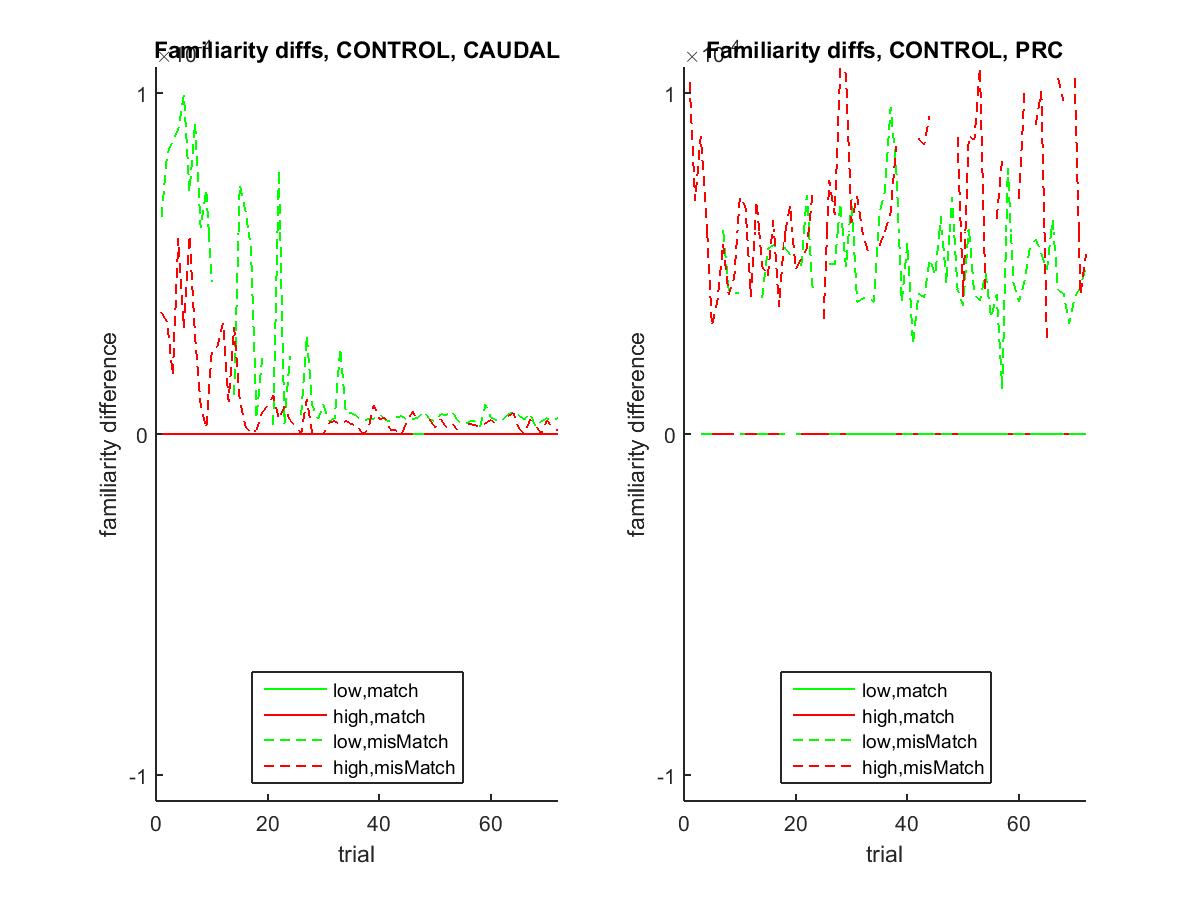 Familiarity diffs, CONTROL, CAUDAL
1
0
-1
familiarity difference
0 20 40 60
trial
low,match
high,match
low,misMatch
high,misMatch
Familiarity diffs, CONTROL, PRC
1
0
-1
familiarity difference
0 20 40 60
trial
low,match
high,match
low,misMatch
high,misMatch